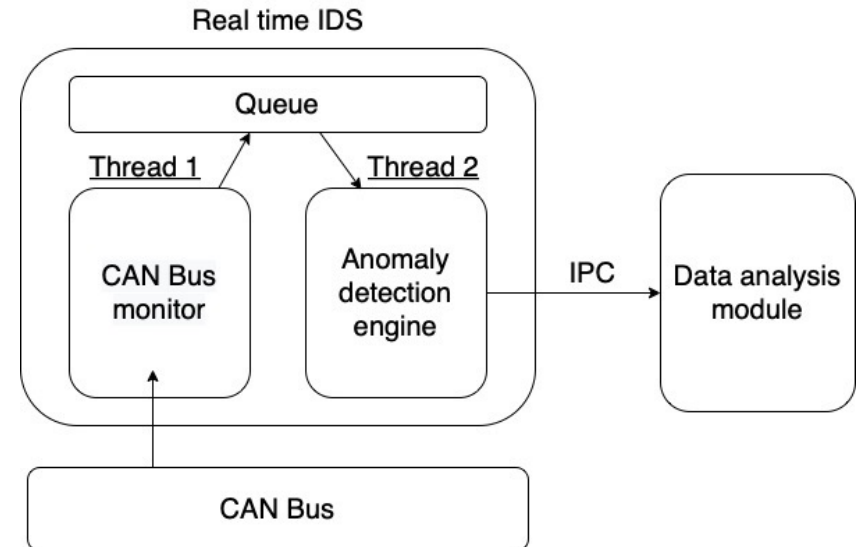 Real time IDS
Queue
Thread 1
Thread 2
CAN Bus
monitor
Anomaly
detection
engine
IPC
Data analysis
module
CAN Bus